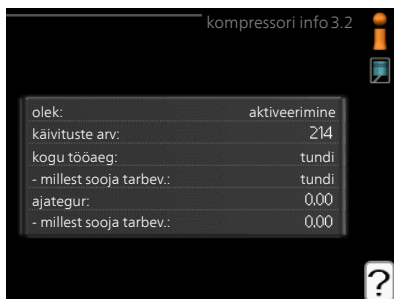 kompressori info 3.2
olek: aktiveerimine
käivituste arv: 214
kogu tööaeg: tundi
- millest sooja tarbev.: tundi
ajategur: 0.00
- millest sooja tarbev.: 0.00
?